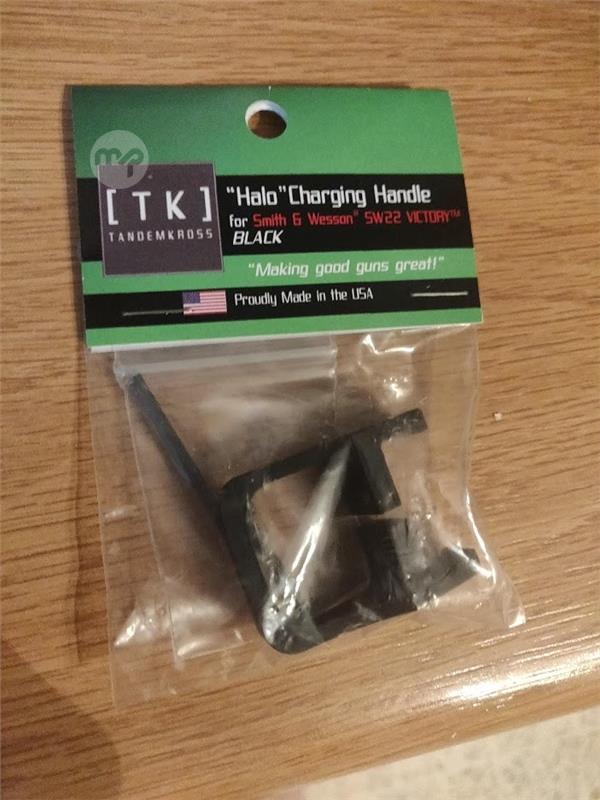 mp
[TK]
TANDEMKROSS
"Halo" Charging Handle
for Smith & Wesson® SW22 VICTORY™
BLACK
"Making good guns great!"
Proudly Made in the USA